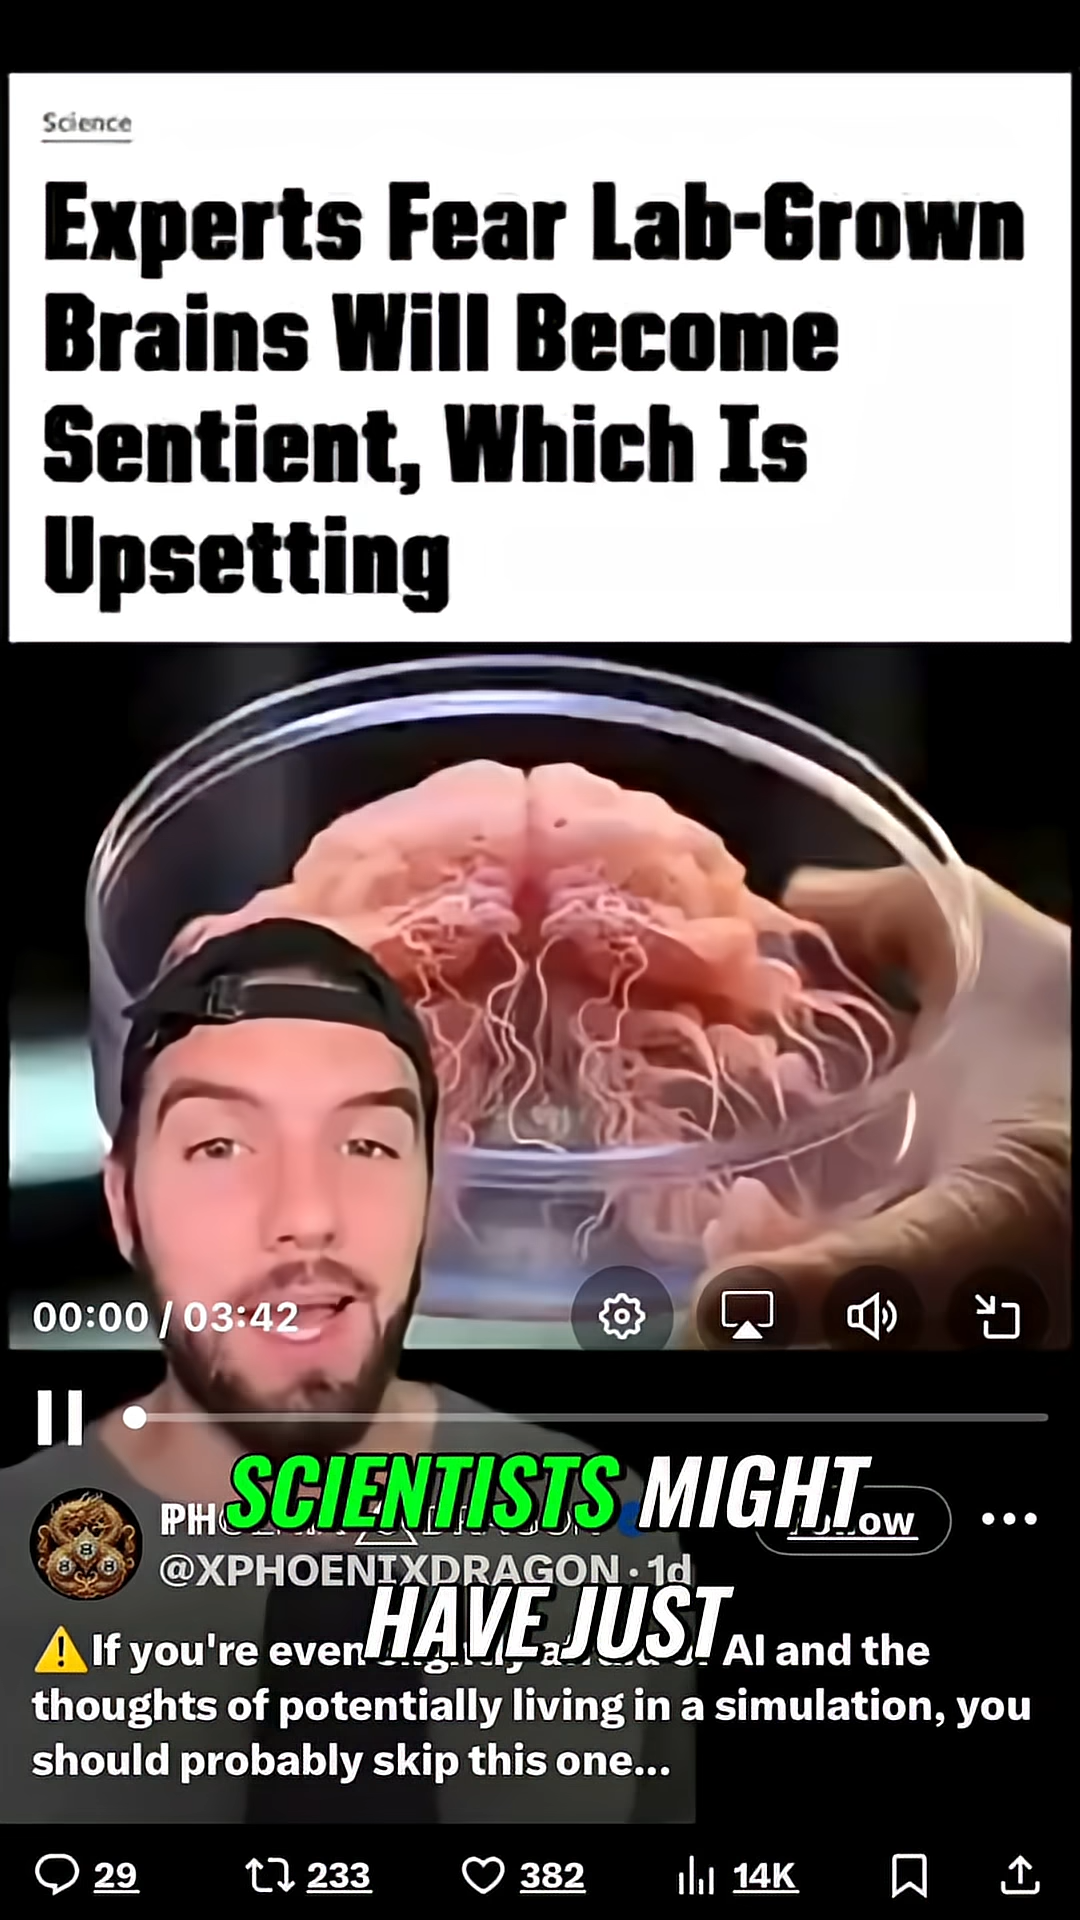 Science
Experts Fear Lab-Grown
Brains Will Become
Sentient, Which Is
Upsetting
00:00 / 03:42
SCIENTISTS MIGHT
HAVE JUST
Follow
@XPHOENIXDRAGON · 1d
⚠️If you're even AI and the
thoughts of potentially living in a simulation, you
should probably skip this one...
29 233 382 14K